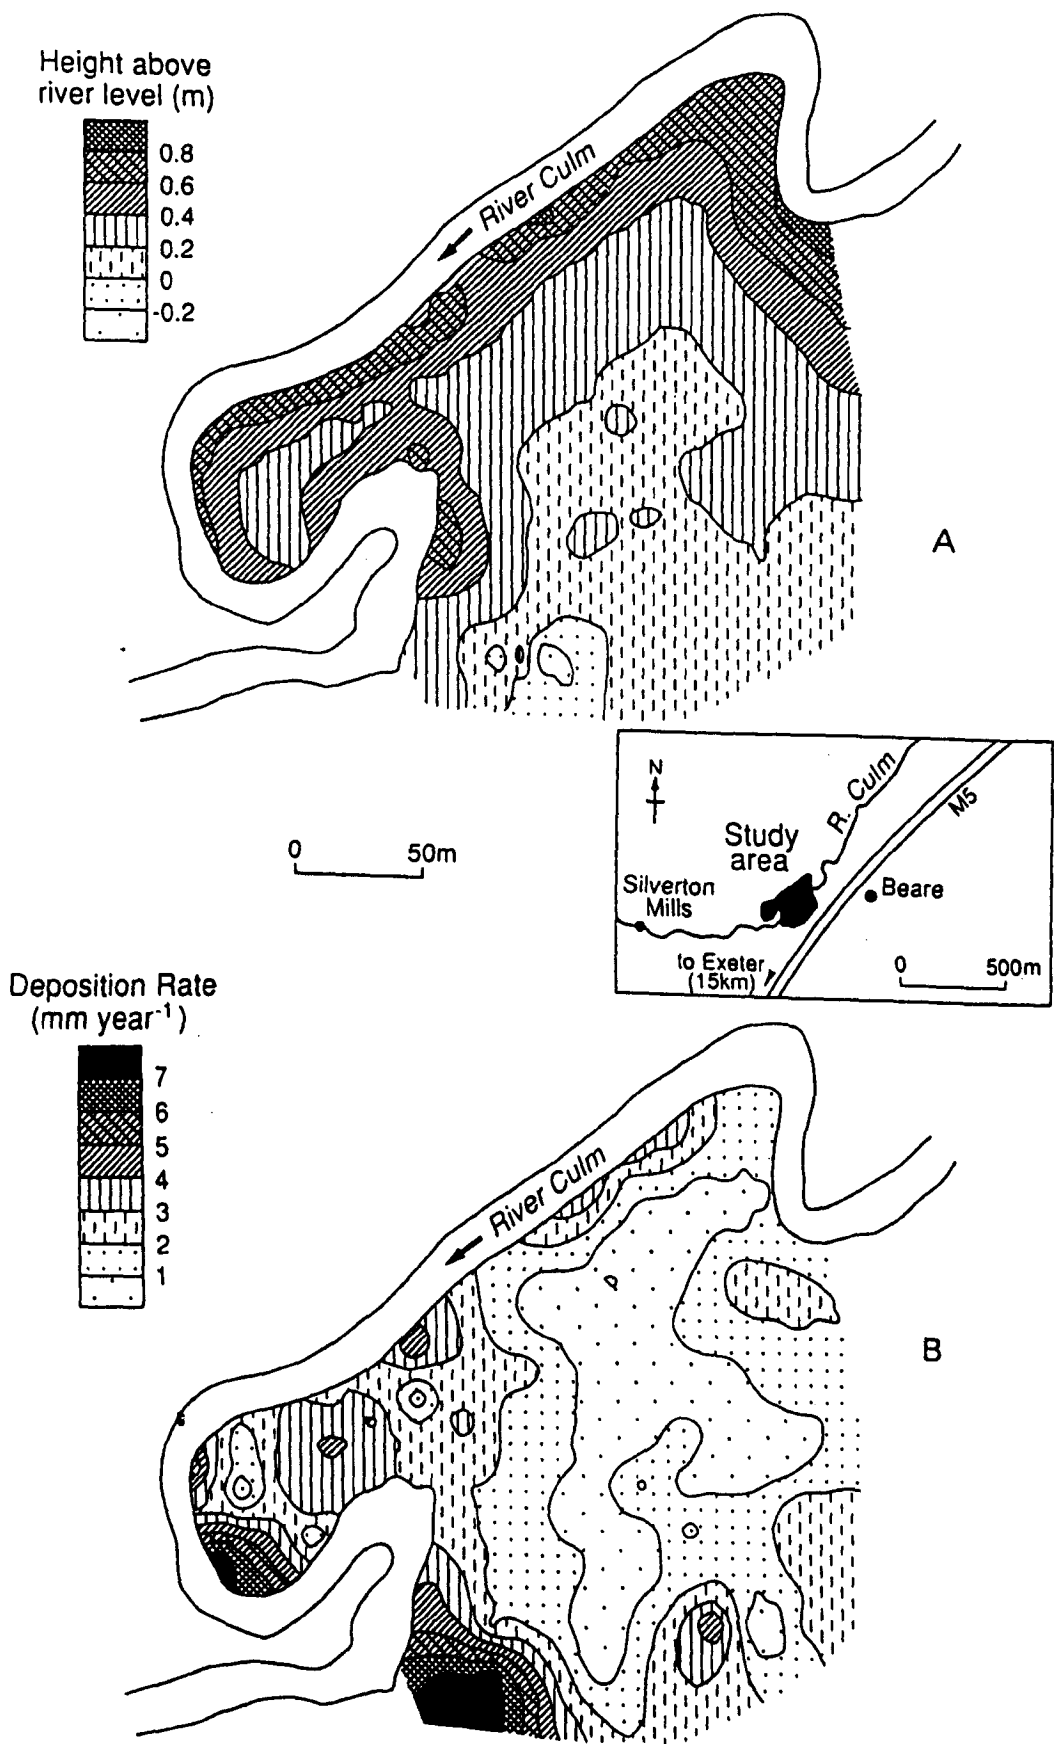 Height above
river level (m)
0.8
0.6
0.4
0.2
0
-0.2
River Culm
A
0 50m
N
R. Culm
M5
Study
area
Silverton
Mills
Beare
to Exeter
(15km)
0 500m
Deposition Rate
(mm year⁻¹)
7
6
5
4
3
2
1
River Culm
B